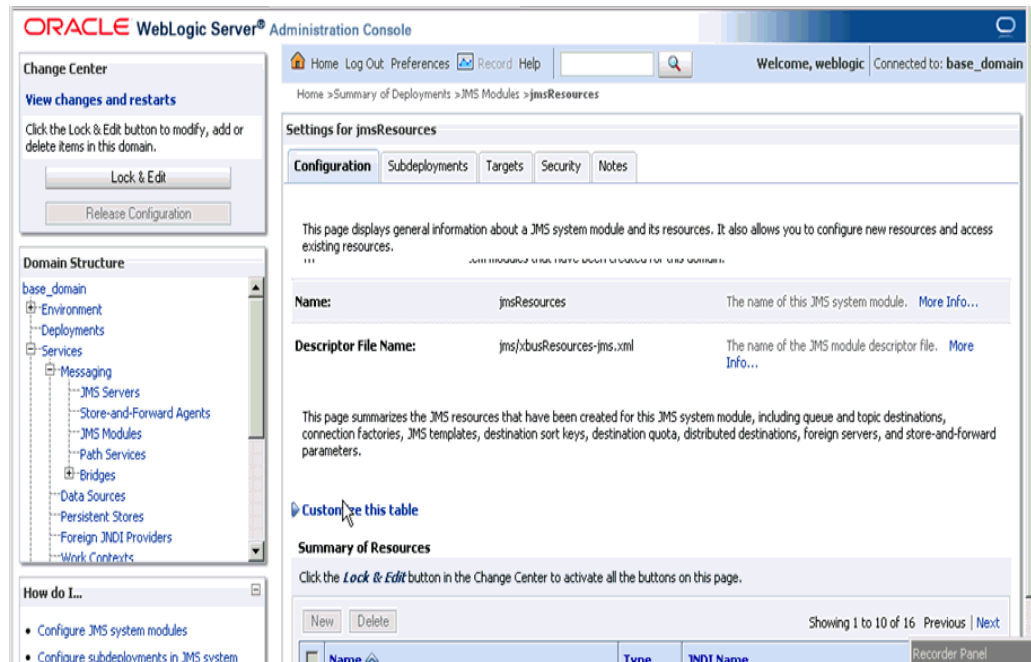 ORACLE WebLogic Server® Administration Console
Change Center
View changes and restarts
Click the Lock & Edit button to modify, add or
delete items in this domain.
Lock & Edit
Release Configuration
Domain Structure
base_domain
Environment
Deployments
Services
Messaging
JMS Servers
Store-and-Forward Agents
JMS Modules
Path Services
Bridges
Data Sources
Persistent Stores
Foreign JNDI Providers
Work Contexts
How do I...
Configure JMS system modules
Configure subdeployments in JMS system
Home Log Out Preferences Record Help
Welcome, weblogic Connected to: base_domain
Home >Summary of Deployments >JMS Modules >jmsResources
Settings for jmsResources
Configuration Subdeployments Targets Security Notes
This page displays general information about a JMS system module and its resources. It also allows you to configure new resources and access
existing resources.
modules that have been created for this domain.
Name: jmsResources The name of this JMS system module. More Info...
Descriptor File Name: jms/xbusResources-jms.xml The name of the JMS module descriptor file. More
Info...
This page summarizes the JMS resources that have been created for this JMS system module, including queue and topic destinations,
connection factories, JMS templates, destination sort keys, destination quota, distributed destinations, foreign servers, and store-and-forward
parameters.
Customize this table
Summary of Resources
Click the Lock & Edit button in the Change Center to activate all the buttons on this page.
New Delete Showing 1 to 10 of 16 Previous | Next
Name Type JNDI Name
Recorder Panel